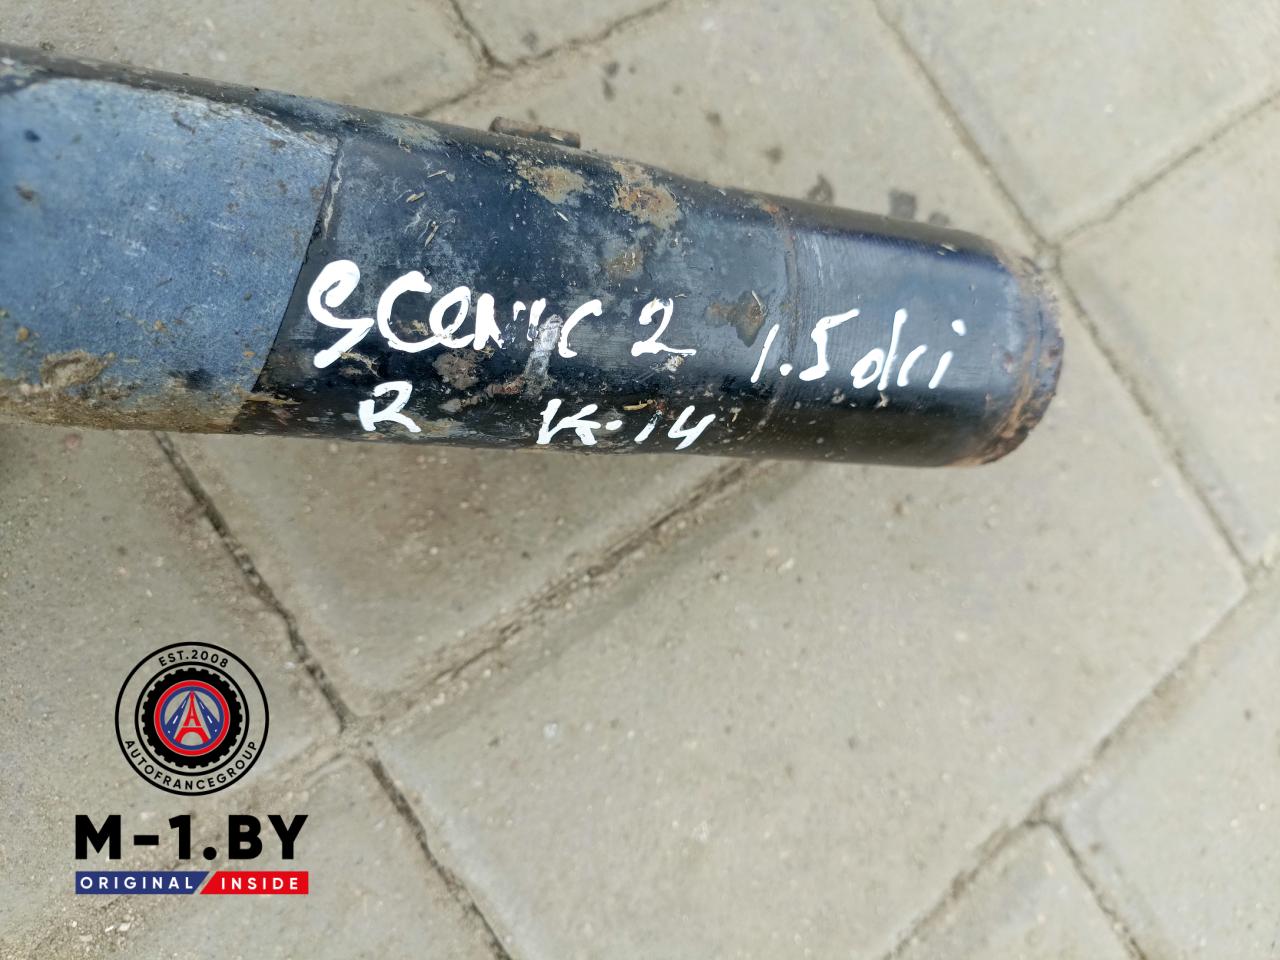 Scenic 2 1.5 dci
R K-14
EST.2008
AUTOFRANCEGROUP
M-1.BY
ORIGINAL INSIDE